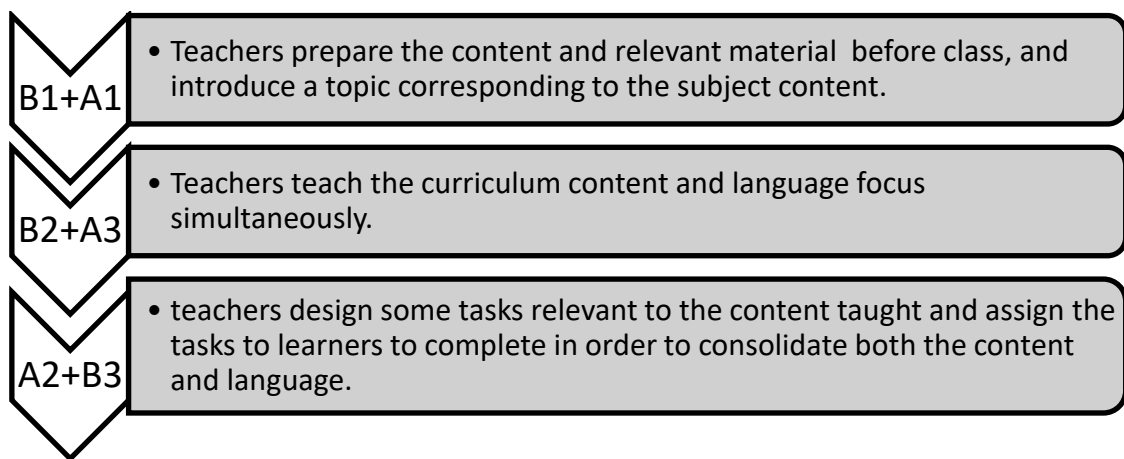 B1+A1
• Teachers prepare the content and relevant material before class, and
introduce a topic corresponding to the subject content.
B2+A3
• Teachers teach the curriculum content and language focus
simultaneously.
A2+B3
• teachers design some tasks relevant to the content taught and assign the
tasks to learners to complete in order to consolidate both the content
and language.